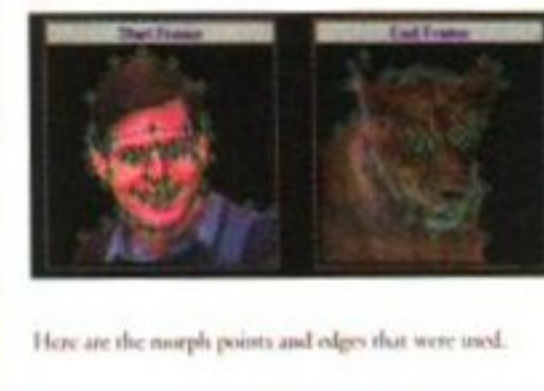 Start Frame
End Frame
Here are the morph points and edges that were used.